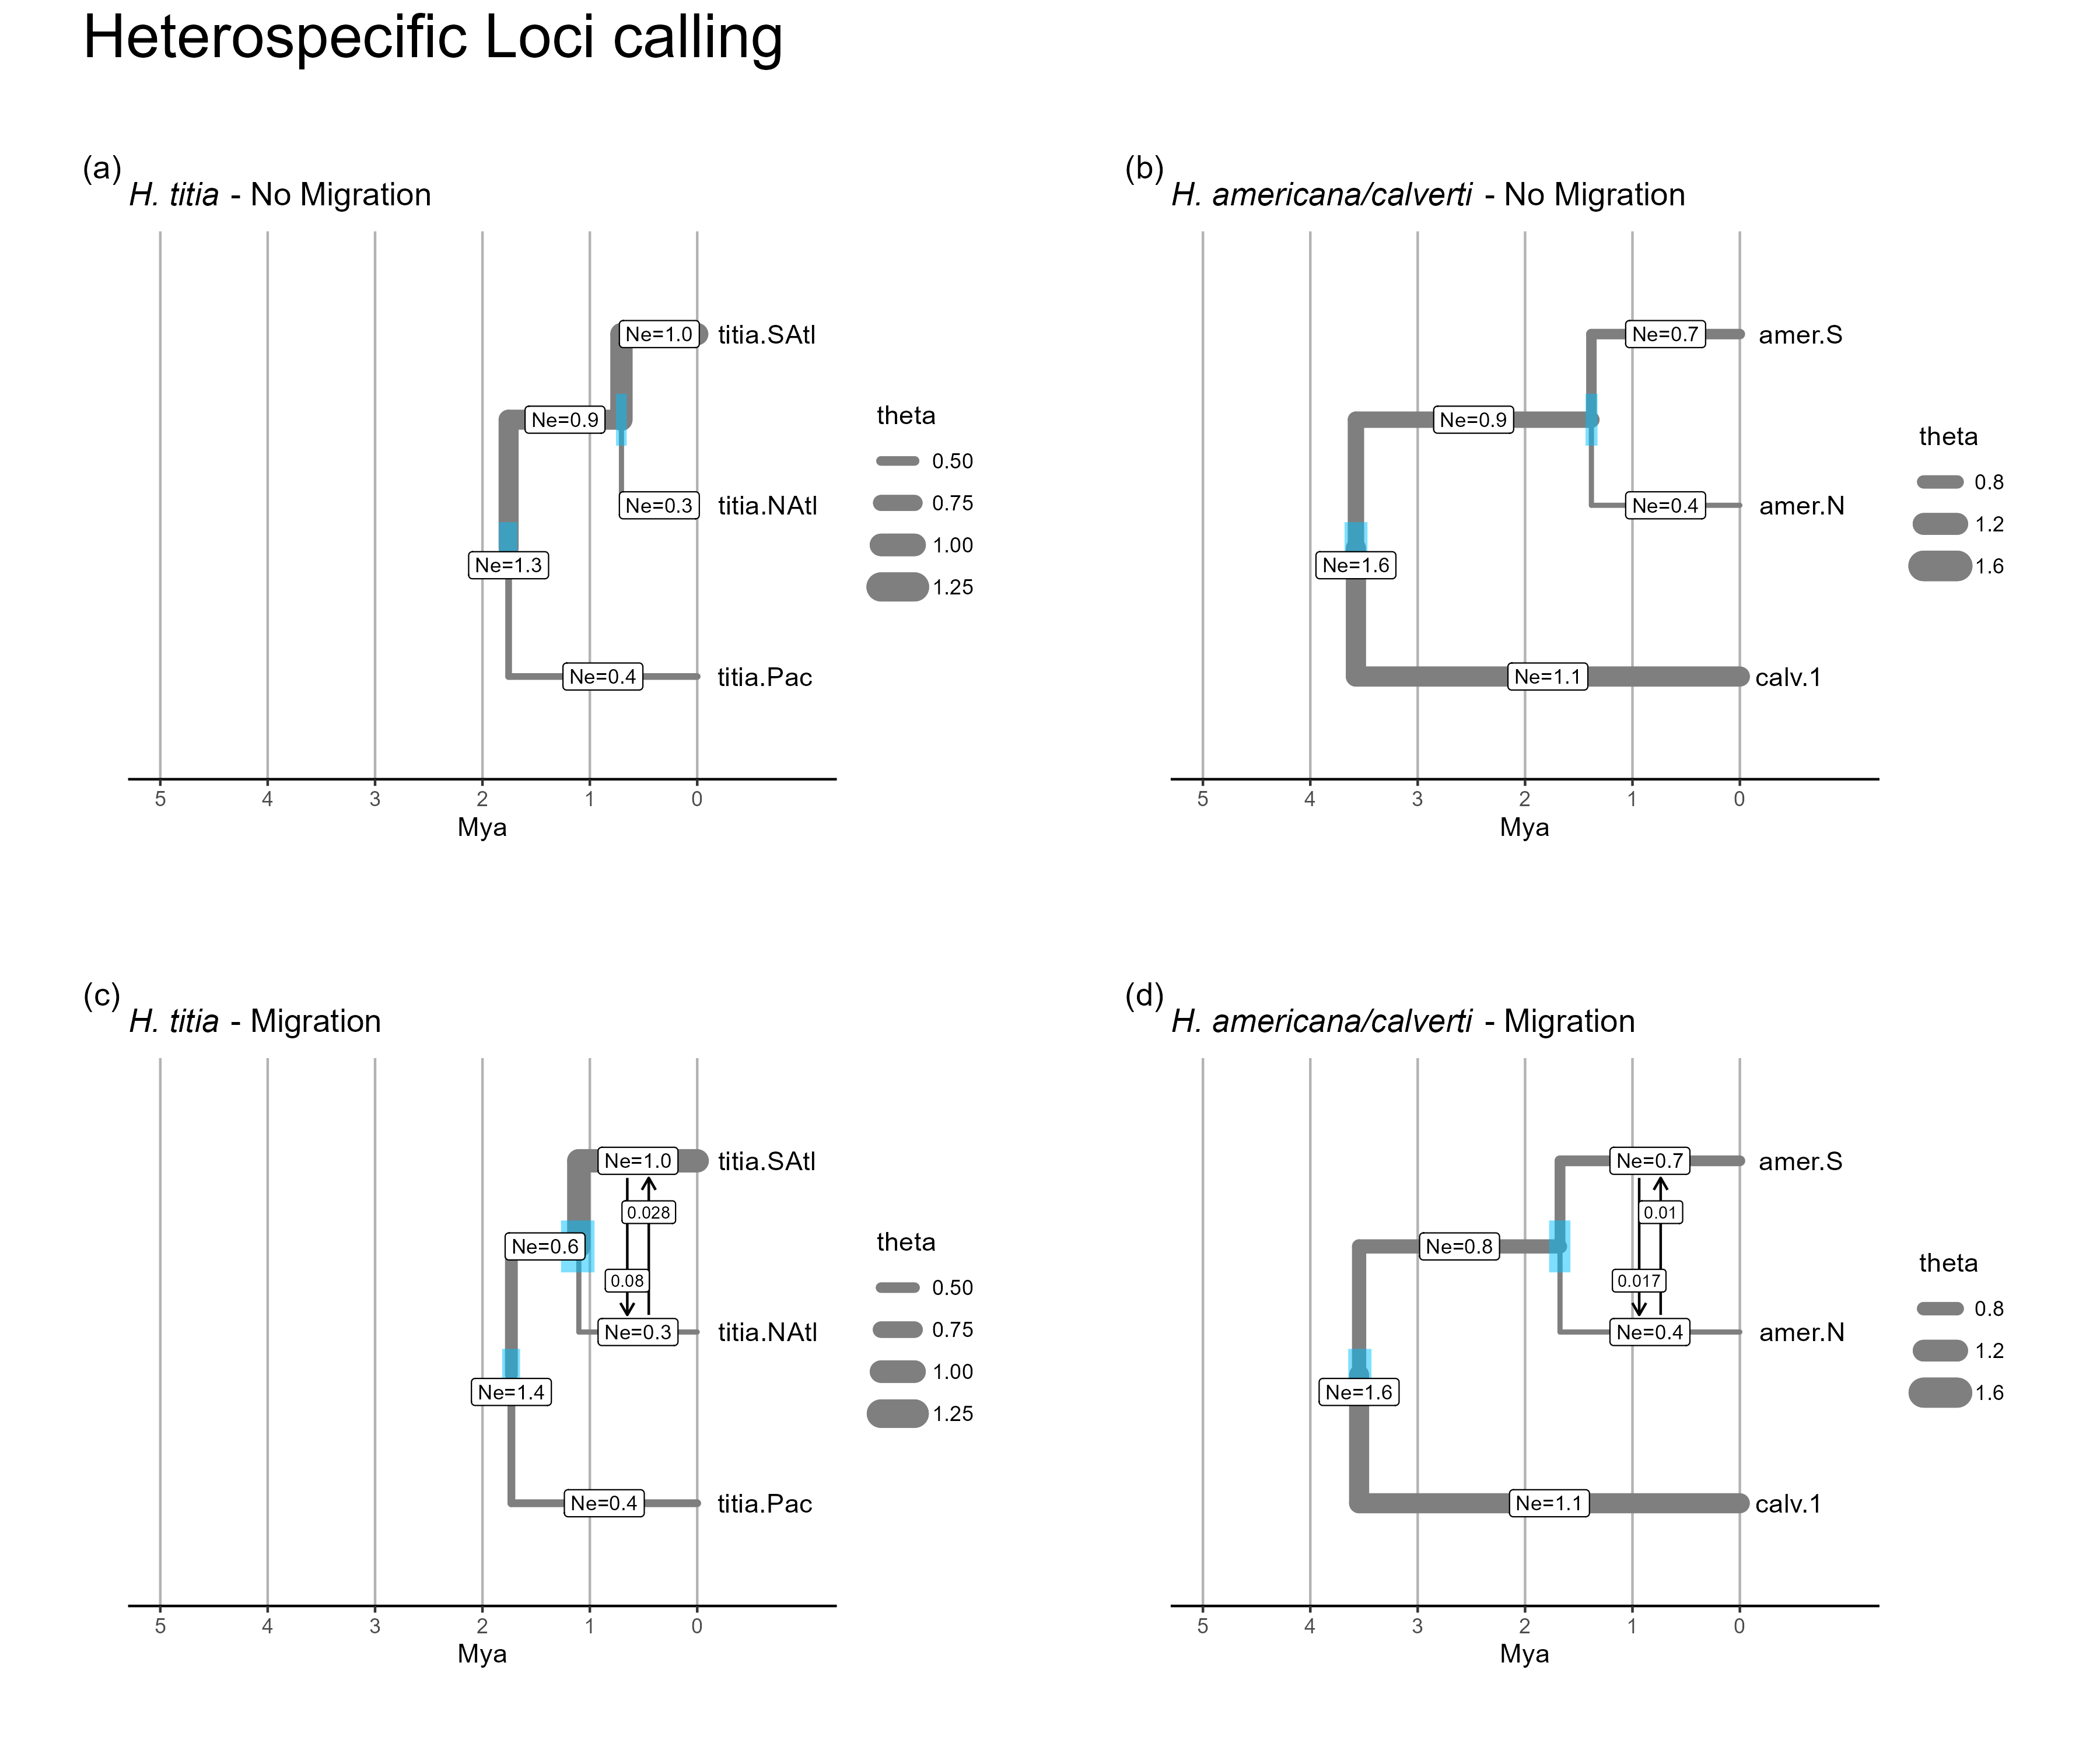 Heterospecific Loci calling
(a)
H. titia - No Migration
Ne=1.0
titia.SAtl
Ne=0.9
Ne=0.3
titia.NAtl
Ne=1.3
Ne=0.4
titia.Pac
theta
0.50
0.75
1.00
1.25
5 4 3 2 1 0
Mya
(b)
H. americana/calverti - No Migration
Ne=0.7
amer.S
Ne=0.9
Ne=0.4
amer.N
Ne=1.6
Ne=1.1
calv.1
theta
0.8
1.2
1.6
5 4 3 2 1 0
Mya
(c)
H. titia - Migration
Ne=1.0
titia.SAtl
0.028
Ne=0.6
0.08
Ne=0.3
titia.NAtl
Ne=1.4
Ne=0.4
titia.Pac
theta
0.50
0.75
1.00
1.25
5 4 3 2 1 0
Mya
(d)
H. americana/calverti - Migration
Ne=0.7
amer.S
0.01
Ne=0.8
0.017
Ne=0.4
amer.N
Ne=1.6
Ne=1.1
calv.1
theta
0.8
1.2
1.6
5 4 3 2 1 0
Mya